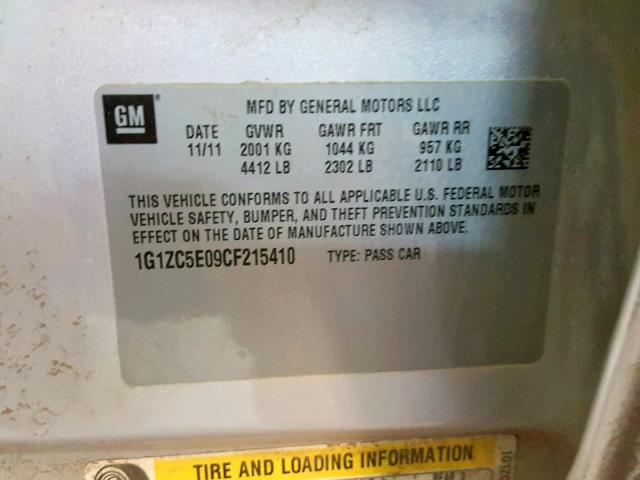 GM
MFD BY GENERAL MOTORS LLC
DATE GVWR GAWR FRT GAWR RR
11/11 2001 KG 1044 KG 957 KG
4412 LB 2302 LB 2110 LB
THIS VEHICLE CONFORMS TO ALL APPLICABLE U.S. FEDERAL MOTOR
VEHICLE SAFETY, BUMPER, AND THEFT PREVENTION STANDARDS IN
EFFECT ON THE DATE OF MANUFACTURE SHOWN ABOVE.
1G1ZC5E09CF215410 TYPE: PASS CAR
TIRE AND LOADING INFORMATION